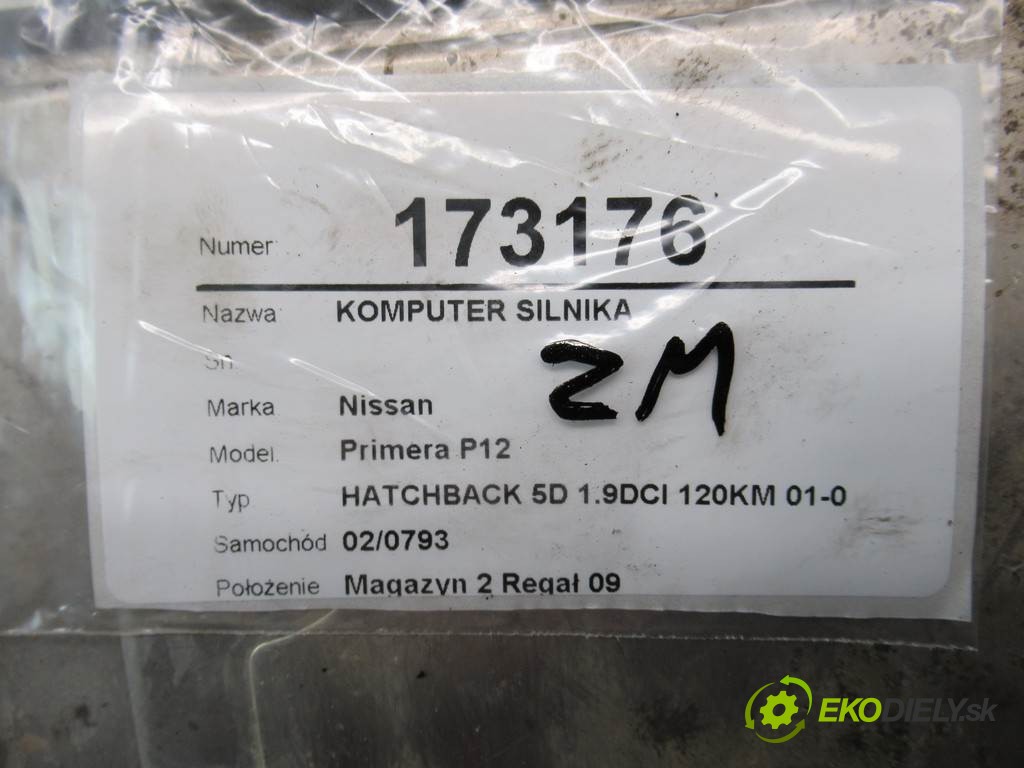 Numer: 173176
Nazwa: KOMPUTER SILNIKA
Sn:
ZM
Marka Nissan
Model: Primera P12
Typ HATCHBACK 5D 1.9DCI 120KM 01-0
Samochód 02/0793
Położenie Magazyn 2 Regał 09
EKODIELY.sk